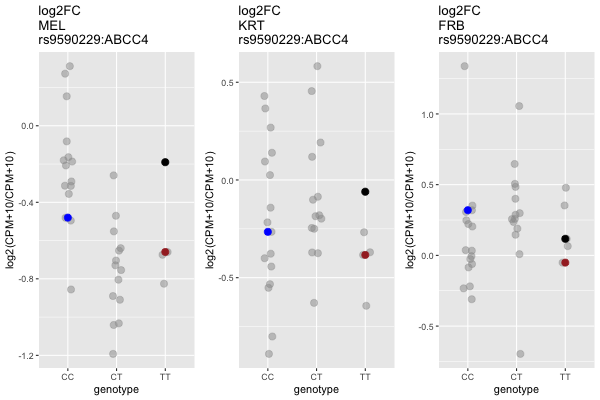 log2FC
MEL
rs9590229:ABCC4
log2(CPM+10/CPM+10)
0.0
-0.4
-0.8
-1.2
CC
CT
TT
genotype
log2FC
KRT
rs9590229:ABCC4
log2(CPM+10/CPM+10)
0.5
0.0
-0.5
CC
CT
TT
genotype
log2FC
FRB
rs9590229:ABCC4
log2(CPM+10/CPM+10)
1.0
0.5
0.0
-0.5
CC
CT
TT
genotype